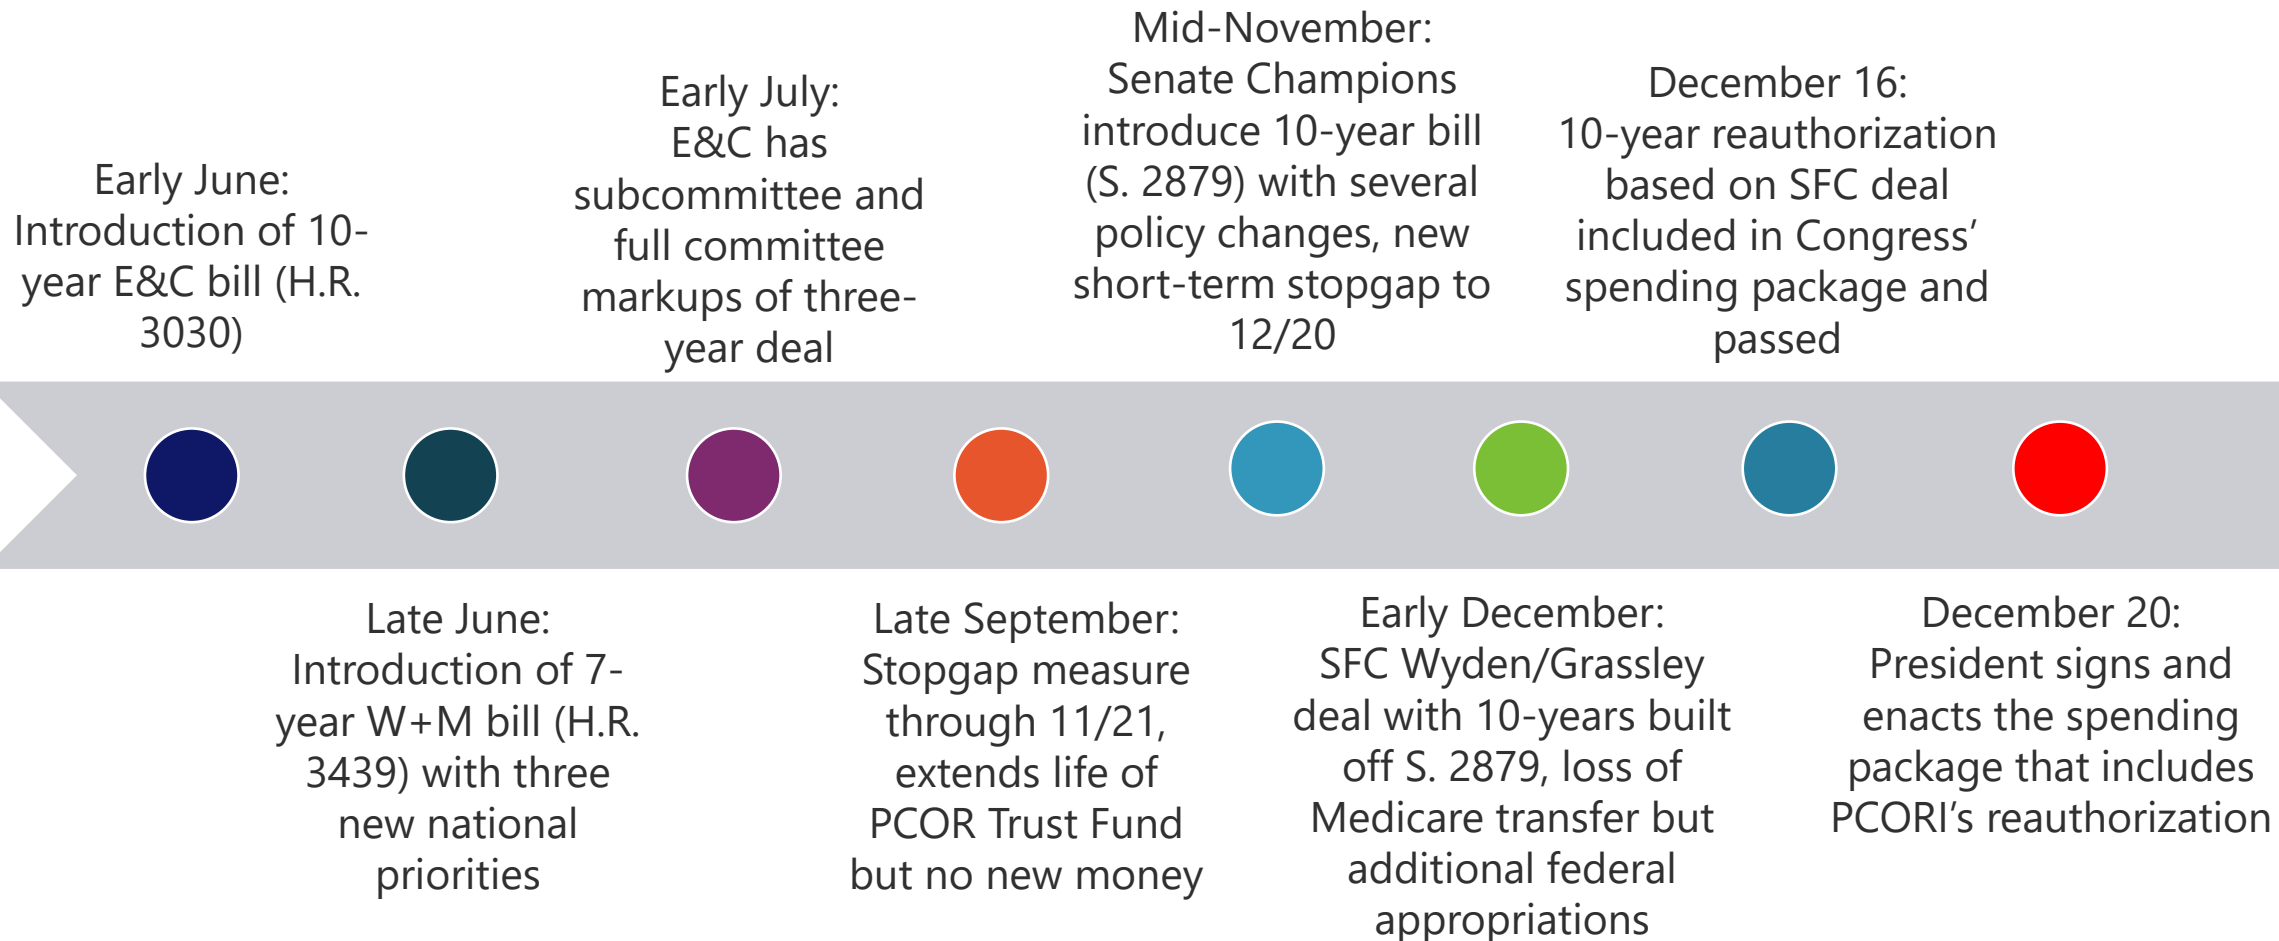 Early June:
Introduction of 10-
year E&C bill (H.R.
3030)
Late June:
Introduction of 7-
year W+M bill (H.R.
3439) with three
new national
priorities
Early July:
E&C has
subcommittee and
full committee
markups of three-
year deal
Late September:
Stopgap measure
through 11/21,
extends life of
PCOR Trust Fund
but no new money
Mid-November:
Senate Champions
introduce 10-year bill
(S. 2879) with several
policy changes, new
short-term stopgap to
12/20
Early December:
SFC Wyden/Grassley
deal with 10-years built
off S. 2879, loss of
Medicare transfer but
additional federal
appropriations
December 16:
10-year reauthorization
based on SFC deal
included in Congress’
spending package and
passed
December 20:
President signs and
enacts the spending
package that includes
PCORI’s reauthorization